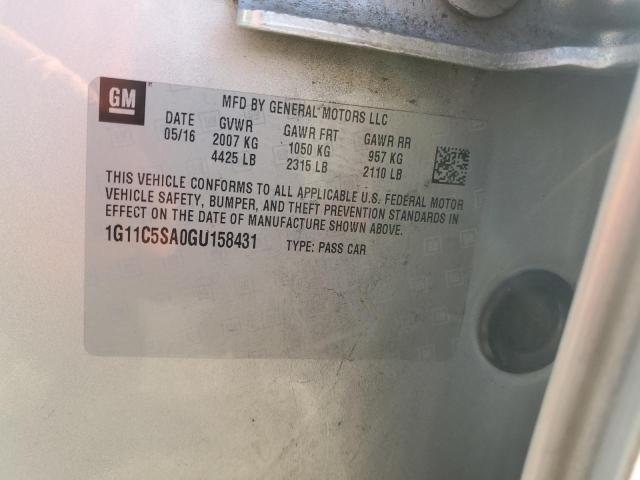 GM
MFD BY GENERAL MOTORS LLC
DATE GVWR GAWR FRT GAWR RR
05/16 2007 KG 1050 KG 957 KG
4425 LB 2315 LB 2110 LB
THIS VEHICLE CONFORMS TO ALL APPLICABLE U.S. FEDERAL MOTOR
VEHICLE SAFETY, BUMPER, AND THEFT PREVENTION STANDARDS IN
EFFECT ON THE DATE OF MANUFACTURE SHOWN ABOVE.
1G11C5SA0GU158431 TYPE: PASS CAR